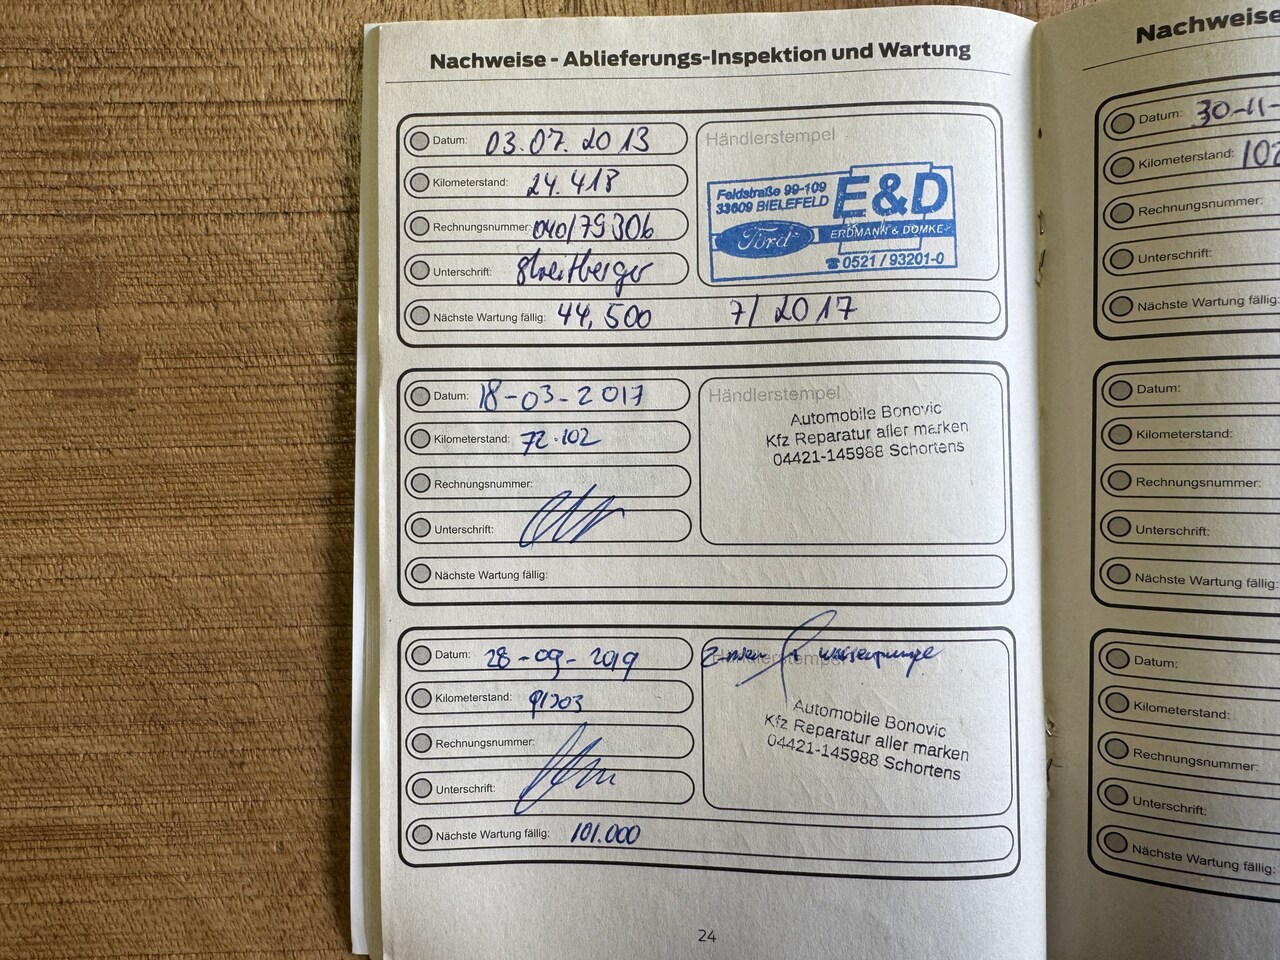 Nachweise - Ablieferungs-Inspektion und Wartung
Datum: 03.07.2013
Kilometerstand: 24.418
Rechnungsnummer: 040/79306
Unterschrift:
Nächste Wartung fällig: 44,500 7/2017
Händlerstempel
Feldstraße 99-109
33609 BIELEFELD
E&D
Ford
ERDMANN & DOMKE
☎ 0521 / 93201-0
Datum: 18-03-2017
Kilometerstand: 72.102
Rechnungsnummer:
Unterschrift:
Nächste Wartung fällig:
Händlerstempel
Automobile Bonovic
Kfz Reparatur aller marken
04421-145988 Schortens
Datum: 28-09-2019
Kilometerstand:
Rechnungsnummer:
Unterschrift:
Nächste Wartung fällig: 101.000
Händlerstempel
wasserpumpe
Automobile Bonovic
Kfz Reparatur aller marken
04421-145988 Schortens
24
Nachweise
Datum: 30-11-
Kilometerstand: 102
Rechnungsnummer:
Unterschrift:
Nächste Wartung fällig:
Datum:
Kilometerstand:
Rechnungsnummer:
Unterschrift:
Nächste Wartung fällig:
Datum:
Kilometerstand:
Rechnungsnummer:
Unterschrift:
Nächste Wartung fällig: